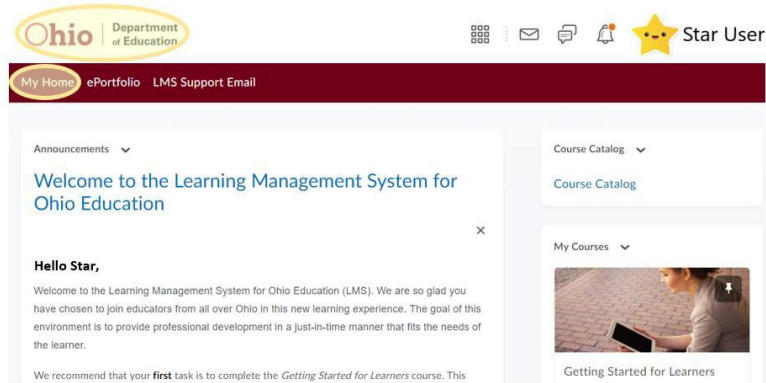 Ohio Department
of Education
Star User
My Home ePortfolio LMS Support Email
Announcements
Welcome to the Learning Management System for
Ohio Education
Hello Star,
Welcome to the Learning Management System for Ohio Education (LMS). We are so glad you
have chosen to join educators from all over Ohio in this new learning experience. The goal of this
environment is to provide professional development in a just-in-time manner that fits the needs of
the learner.
We recommend that your first task is to complete the Getting Started for Learners course. This
Course Catalog
Course Catalog
My Courses
Getting Started for Learners